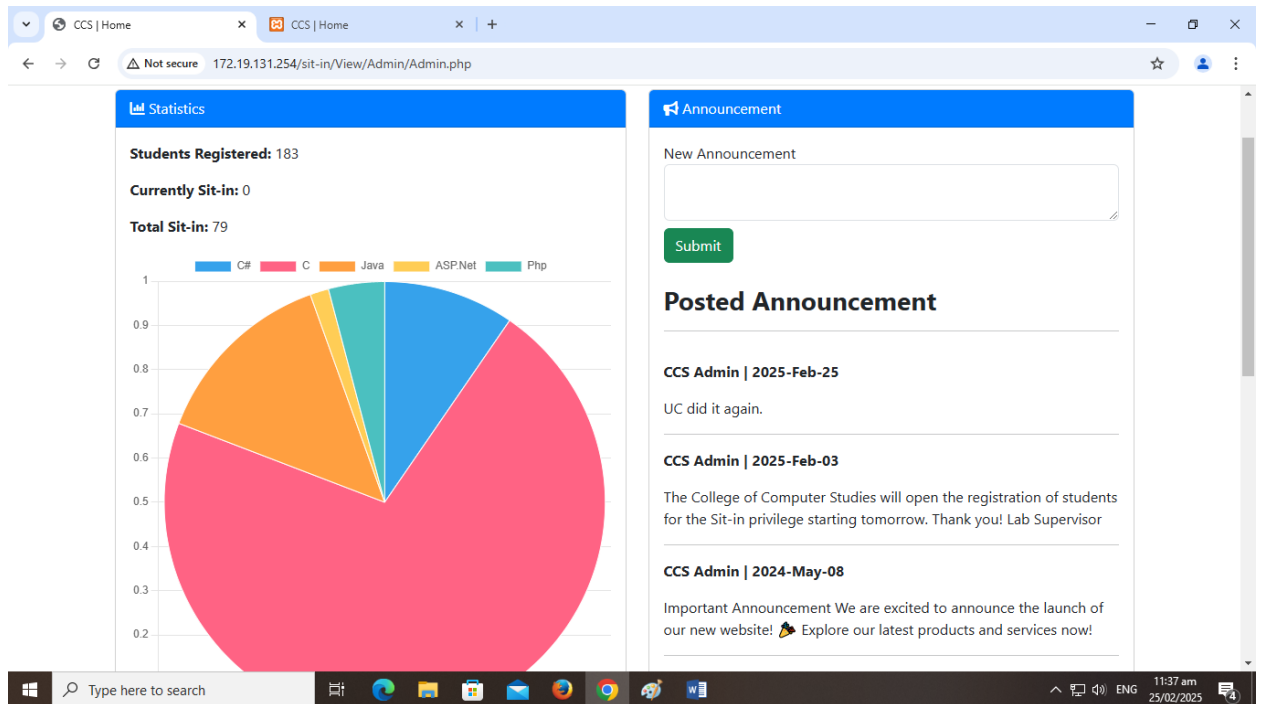 CCS | Home
CCS | Home
Not secure 172.19.131.254/sit-in/View/Admin/Admin.php
Statistics
Students Registered: 183
Currently Sit-in: 0
Total Sit-in: 79
C# C Java ASP.Net Php
1
0.9
0.8
0.7
0.6
0.5
0.4
0.3
0.2
Announcement
New Announcement
Submit
Posted Announcement
CCS Admin | 2025-Feb-25
UC did it again.
CCS Admin | 2025-Feb-03
The College of Computer Studies will open the registration of students
for the Sit-in privilege starting tomorrow. Thank you! Lab Supervisor
CCS Admin | 2024-May-08
Important Announcement We are excited to announce the launch of
our new website! 🎉 Explore our latest products and services now!
Type here to search
ENG
11:37 am
25/02/2025
4